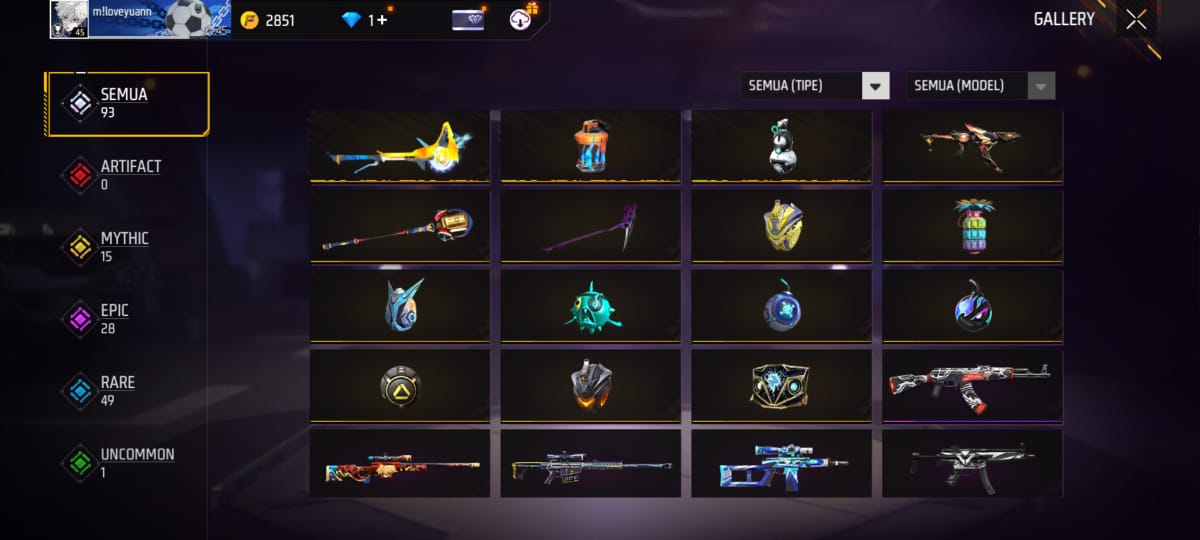 m!loveyuann
45
2851
1+
GALLERY
SEMUA (TIPE)
SEMUA (MODEL)
SEMUA
93
ARTIFACT
0
MYTHIC
15
EPIC
28
RARE
49
UNCOMMON
1